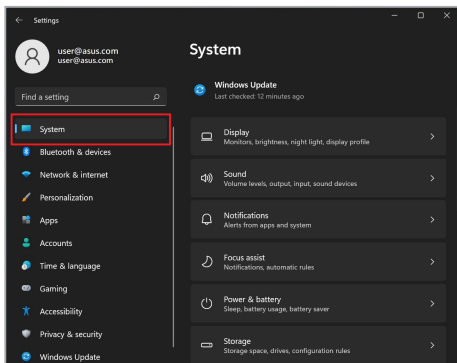 Settings
user@asus.com
user@asus.com
Find a setting
System
Bluetooth & devices
Network & internet
Personalization
Apps
Accounts
Time & language
Gaming
Accessibility
Privacy & security
Windows Update
System
Windows Update
Last checked: 12 minutes ago
Display
Monitors, brightness, night light, display profile
Sound
Volume levels, output, input, sound devices
Notifications
Alerts from apps and system
Focus assist
Notifications, automatic rules
Power & battery
Sleep, battery usage, battery saver
Storage
Storage space, drives, configuration rules